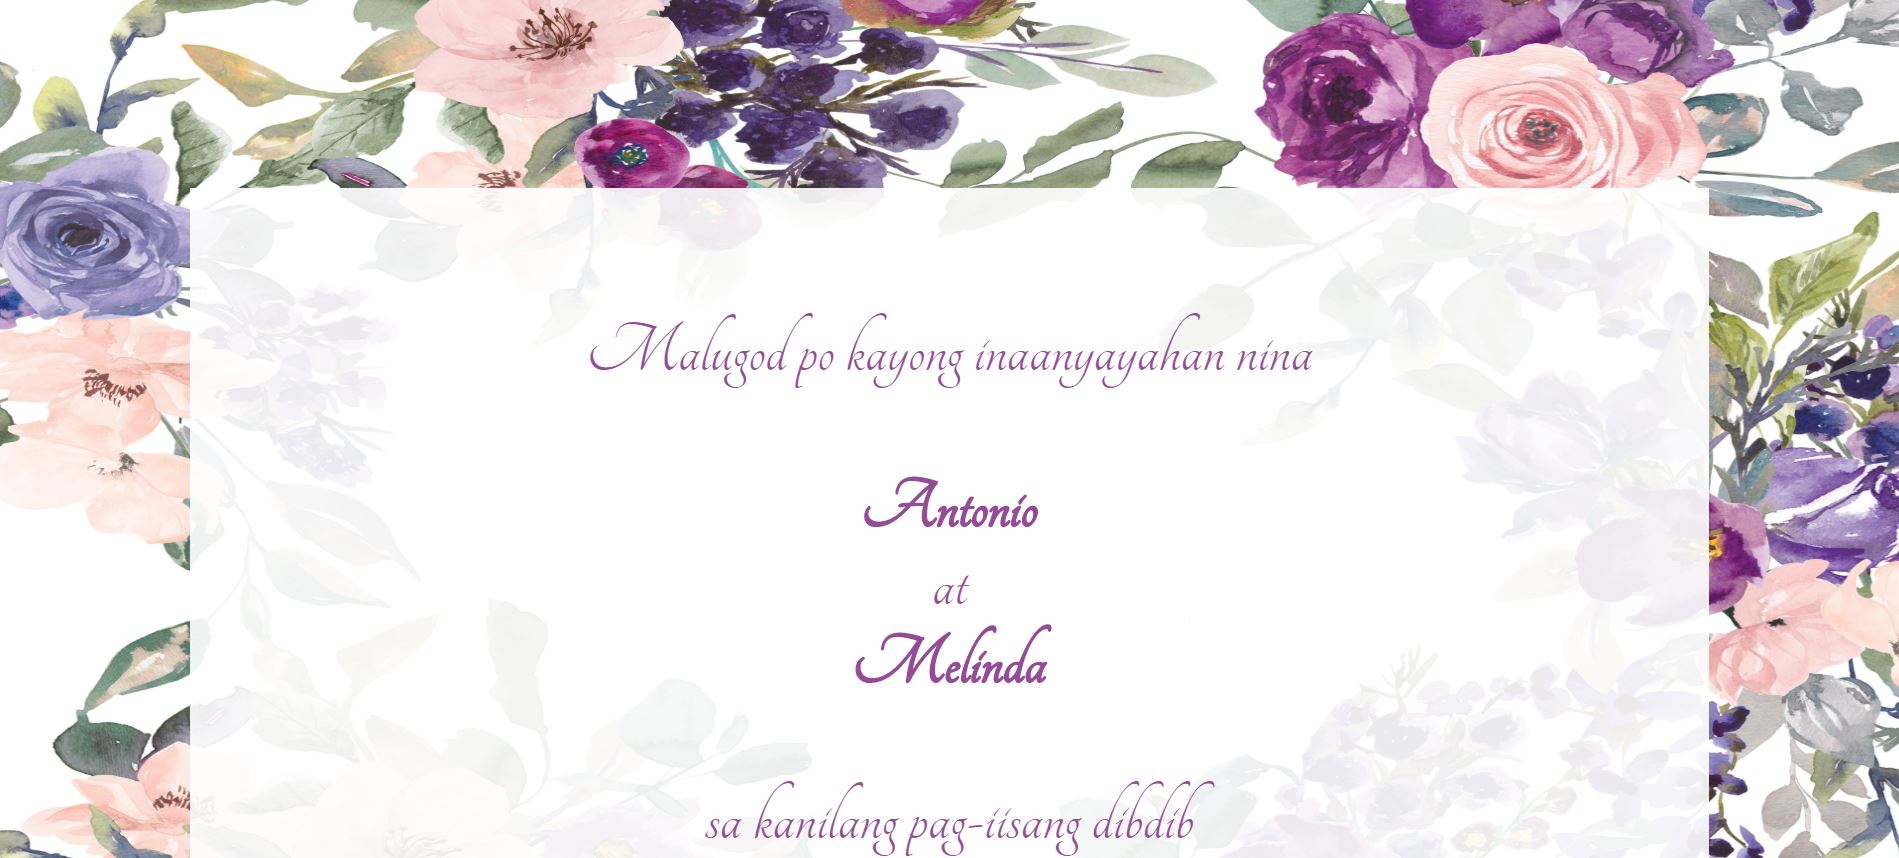 Malugod po kayong inaanyayahan nina
Antonio
at
Melinda
sa kanilang pag-iisang dibdib